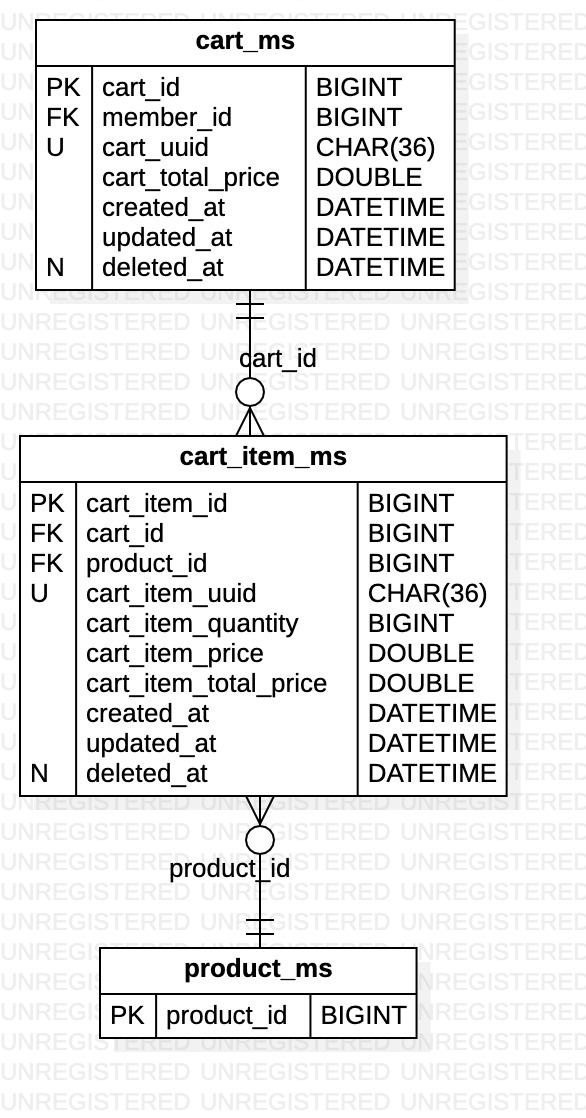 cart_ms
PK cart_id BIGINT
FK member_id BIGINT
U cart_uuid CHAR(36)
cart_total_price DOUBLE
created_at DATETIME
updated_at DATETIME
N deleted_at DATETIME
cart_id
cart_item_ms
PK cart_item_id BIGINT
FK cart_id BIGINT
FK product_id BIGINT
U cart_item_uuid CHAR(36)
cart_item_quantity BIGINT
cart_item_price DOUBLE
cart_item_total_price DOUBLE
created_at DATETIME
updated_at DATETIME
N deleted_at DATETIME
product_id
product_ms
PK product_id BIGINT
UNREGISTERED UNREGISTERED UNREGISTERED